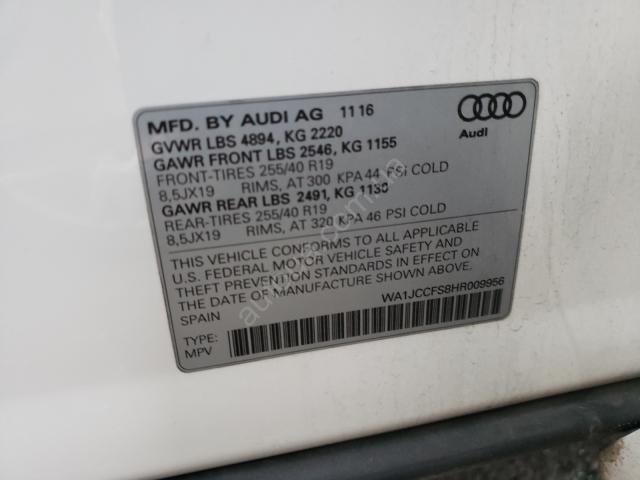 MFD. BY AUDI AG 11 16
Audi
GVWR LBS 4894, KG 2220
GAWR FRONT LBS 2546, KG 1155
FRONT-TIRES 255/40 R19
8,5JX19 RIMS, AT 300 KPA 44 PSI COLD
GAWR REAR LBS 2491, KG 1130
REAR-TIRES 255/40 R19
8,5JX19 RIMS, AT 320 KPA 46 PSI COLD
THIS VEHICLE CONFORMS TO ALL APPLICABLE
U.S. FEDERAL MOTOR VEHICLE SAFETY AND
THEFT PREVENTION STANDARDS IN EFFECT ON
THE DATE OF MANUFACTURE SHOWN ABOVE.
SPAIN
WA1JCCFS8HR009956
TYPE:
MPV